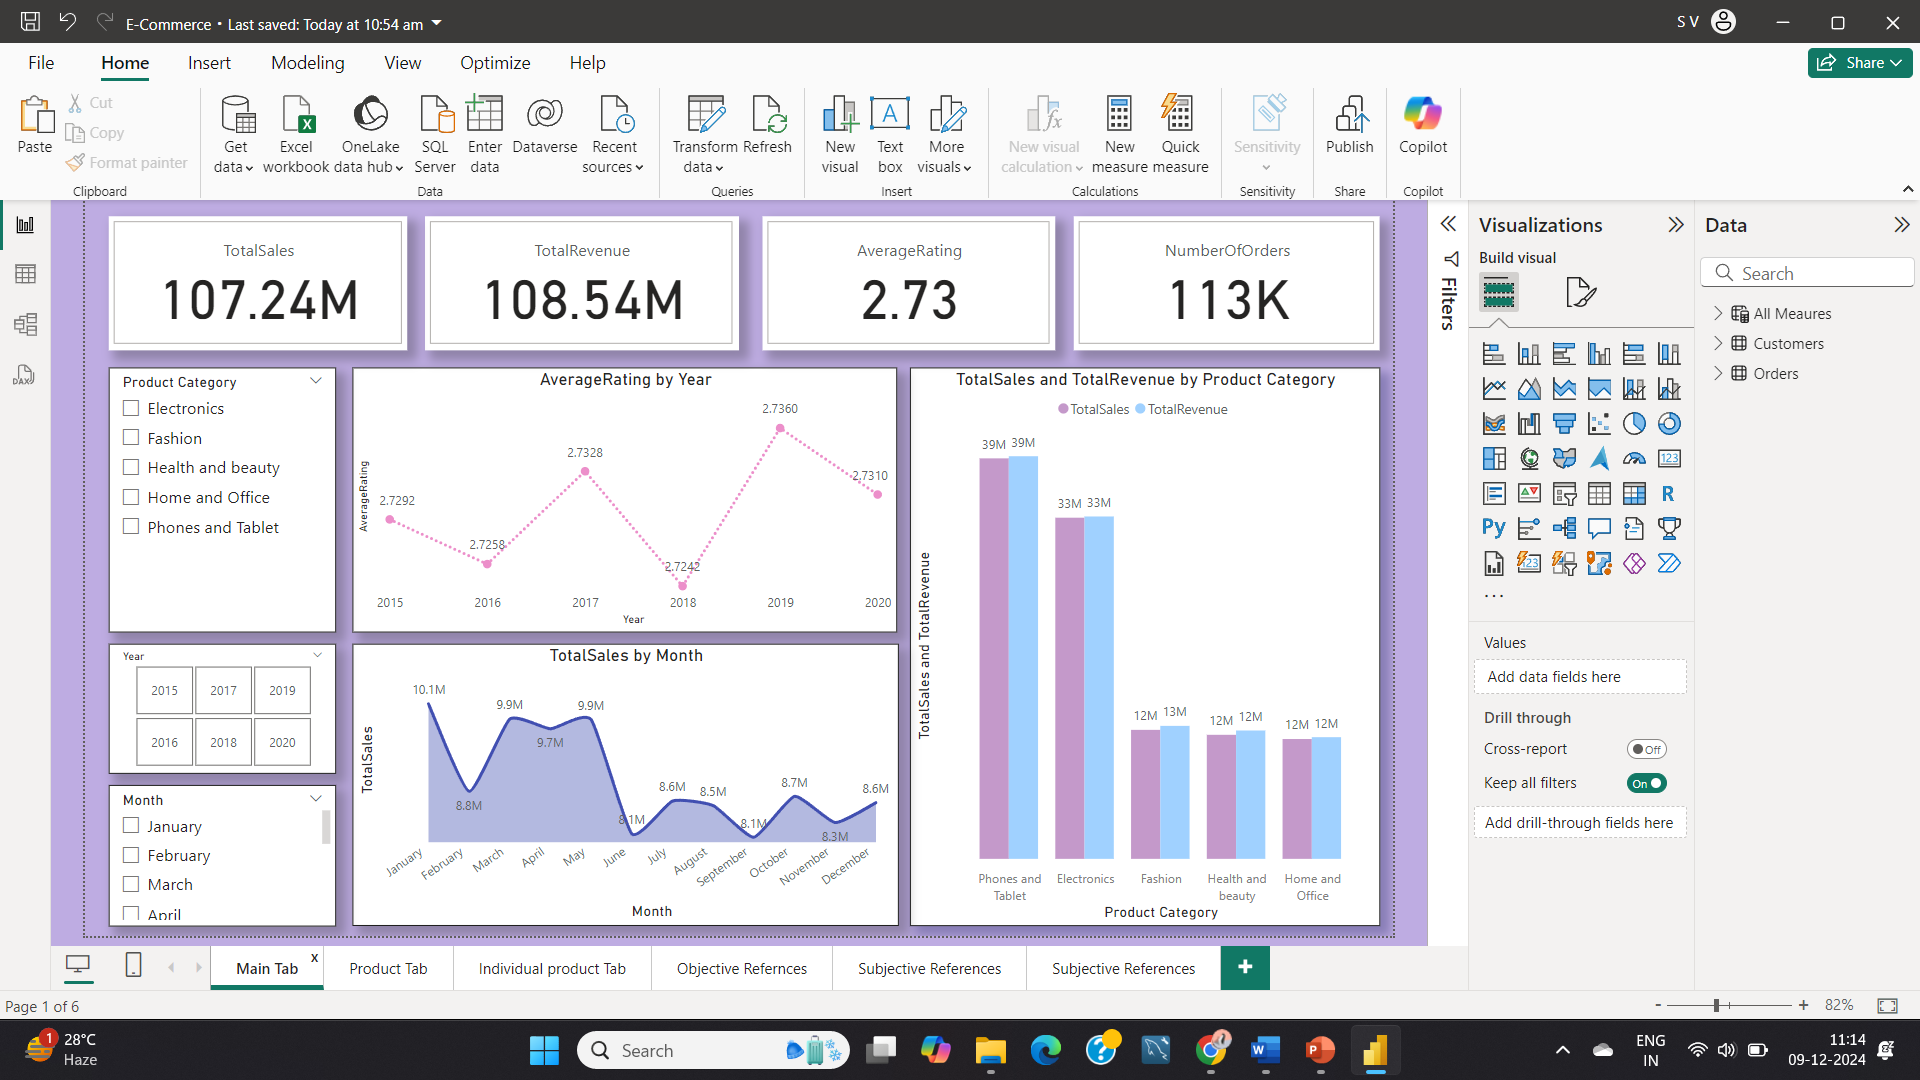 E-Commerce • Last saved: Today at 10:54 am
S V
File Home Insert Modeling View Optimize Help
Share
Paste
Cut
Copy
Format painter
Clipboard
Get data
Excel workbook
OneLake data hub
SQL Server
Enter data
Dataverse
Recent sources
Data
Transform data
Refresh
Queries
New visual
Text box
More visuals
Insert
New visual calculation
New measure
Quick measure
Calculations
Sensitivity
Sensitivity
Publish
Share
Copilot
Copilot
TotalSales
107.24M
TotalRevenue
108.54M
AverageRating
2.73
NumberOfOrders
113K
Product Category
Electronics
Fashion
Health and beauty
Home and Office
Phones and Tablet
Year
2015 2017 2019
2016 2018 2020
Month
January
February
March
April
AverageRating by Year
AverageRating
2.7292
2.7258
2.7328
2.7242
2.7360
2.7310
2015 2016 2017 2018 2019 2020
Year
TotalSales by Month
TotalSales
10.1M
8.8M
9.9M
9.7M
9.9M
8.1M
8.6M
8.5M
8.1M
8.7M
8.3M
8.6M
January February March April May June July August September October November December
Month
TotalSales and TotalRevenue by Product Category
TotalSales TotalRevenue
TotalSales and TotalRevenue
39M 39M
33M 33M
12M 13M
12M 12M
12M 12M
Phones and Tablet
Electronics
Fashion
Health and beauty
Home and Office
Product Category
Filters
Visualizations
Build visual
123
R
Py
123
Values
Add data fields here
Drill through
Cross-report
Off
Keep all filters
On
Add drill-through fields here
Data
Search
All Meaures
Customers
Orders
DAX
Main Tab x
Product Tab
Individual product Tab
Objective Refernces
Subjective References
Subjective References
+
Page 1 of 6
- + 82%
1
28°C
Haze
Search
ENG
IN
11:14
09-12-2024